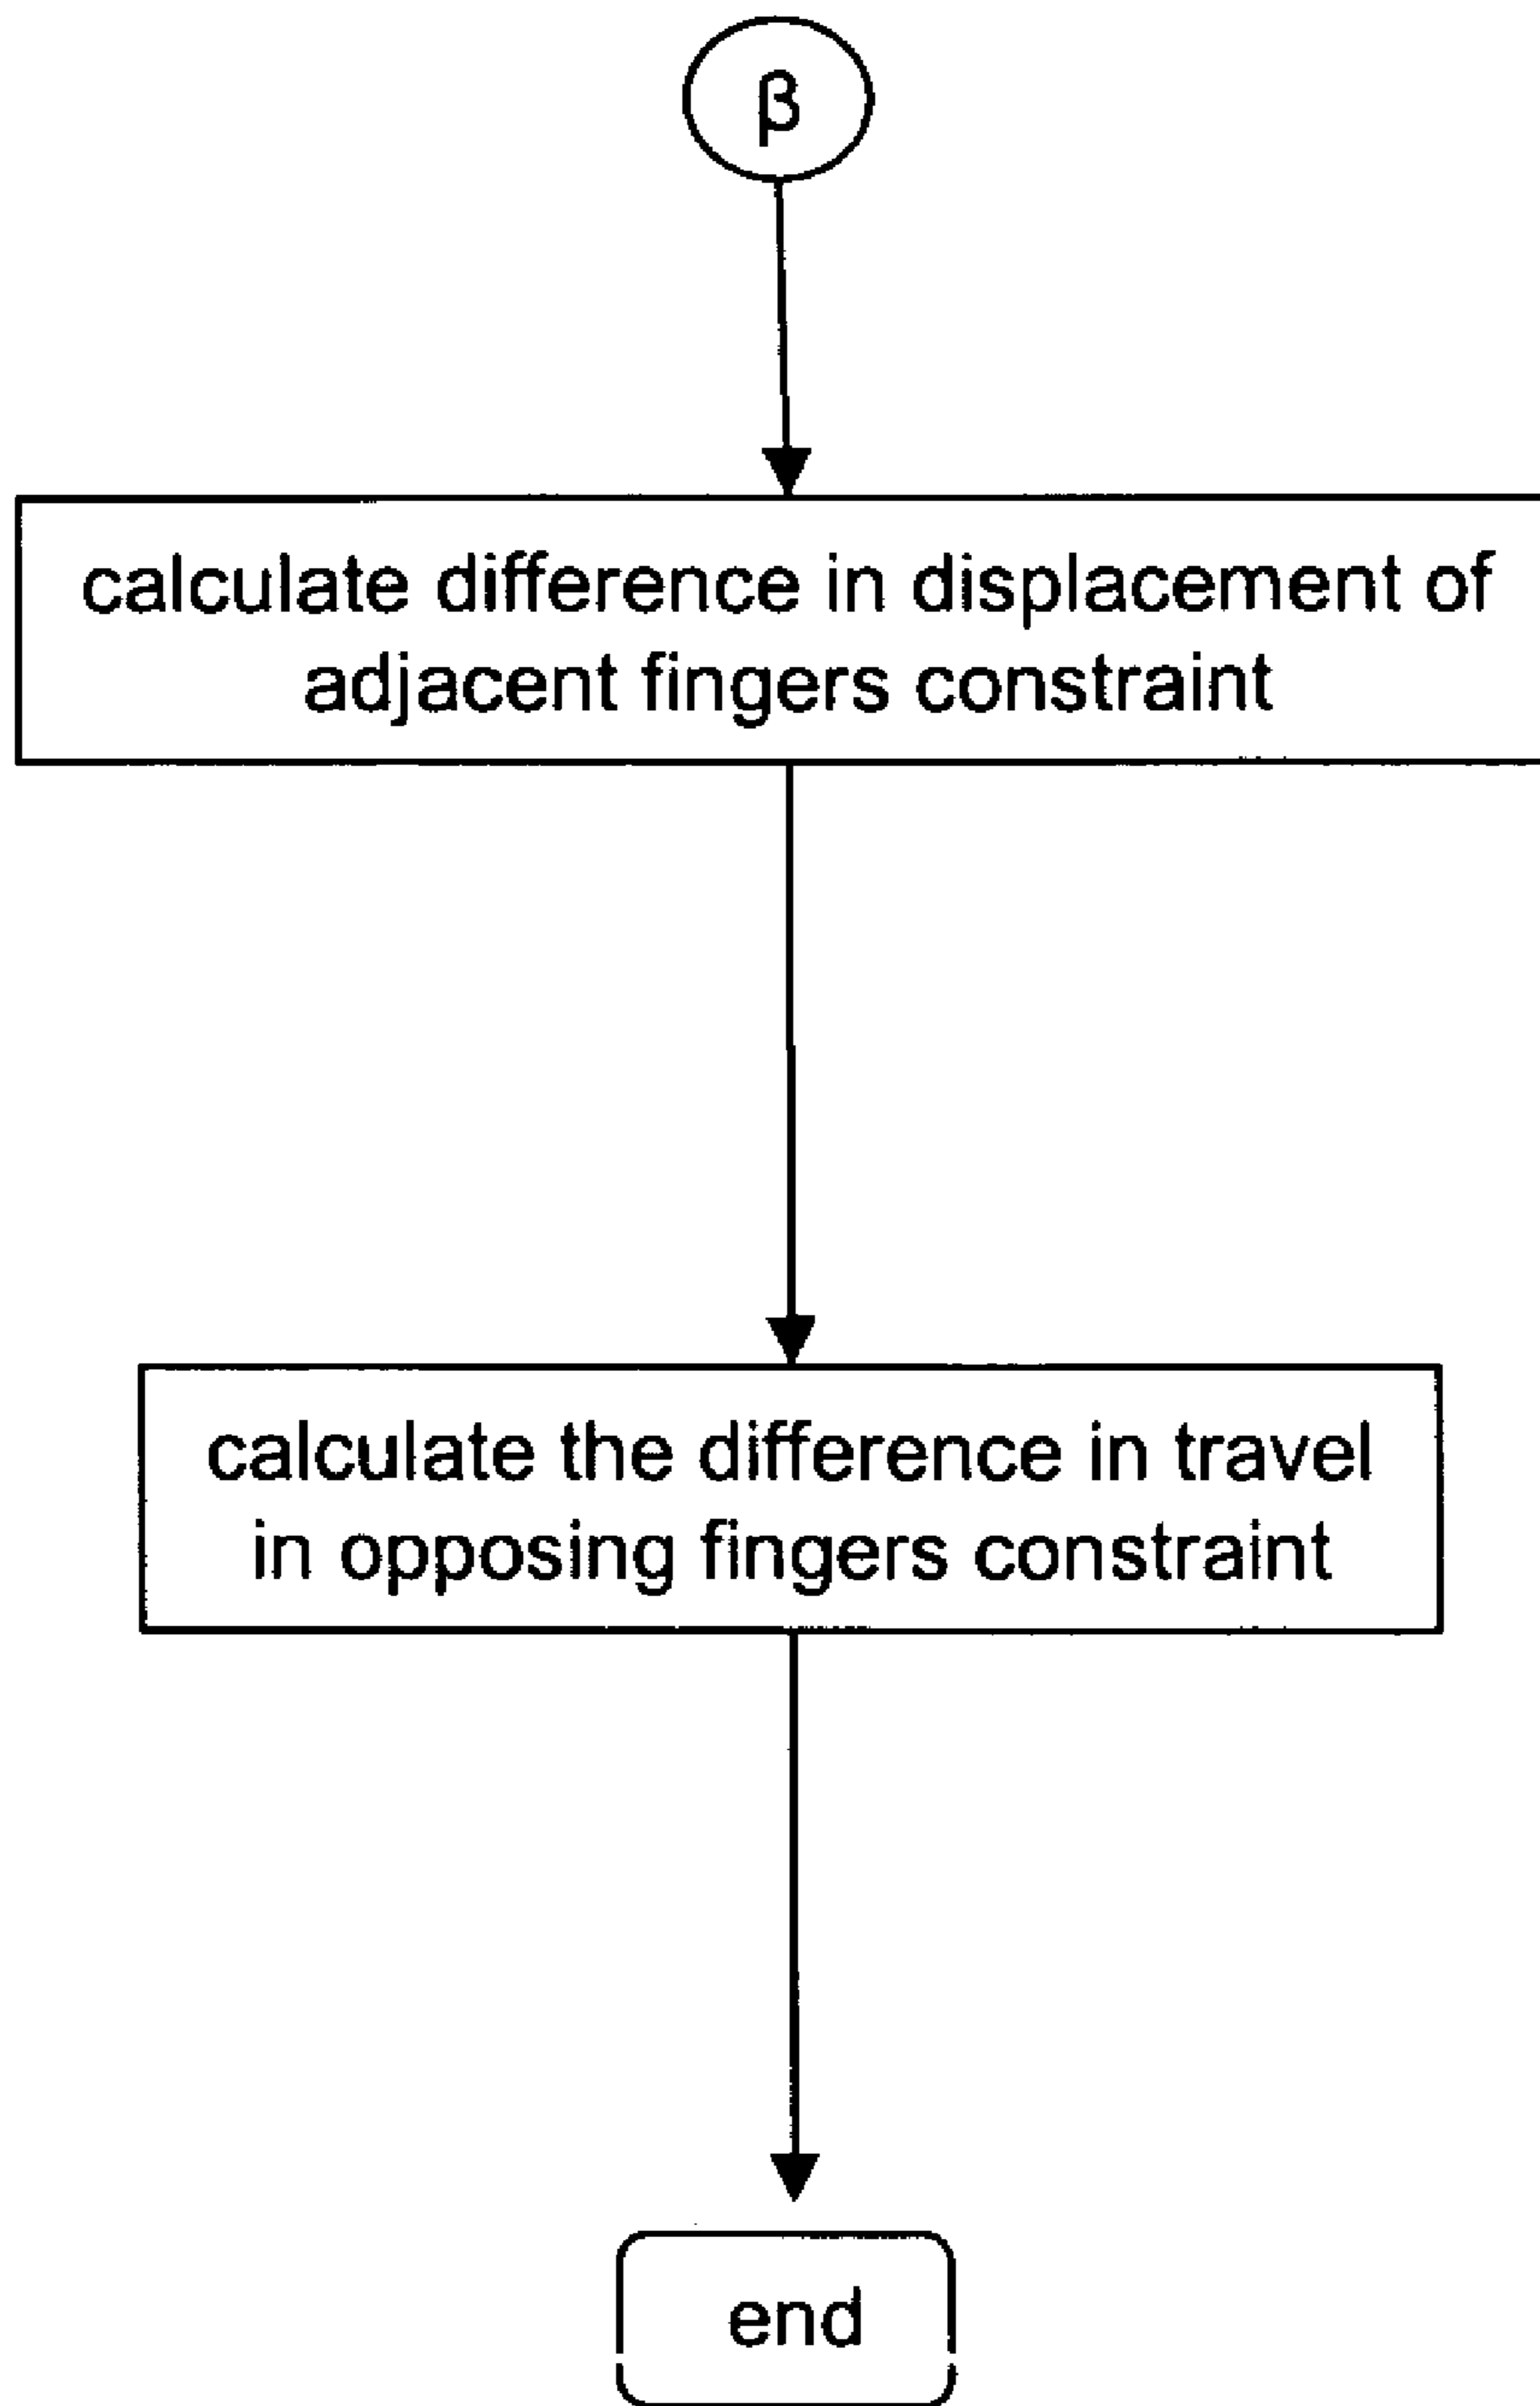 β
calculate difference in displacement of
adjacent fingers constraint
calculate the difference in travel
in opposing fingers constraint
end